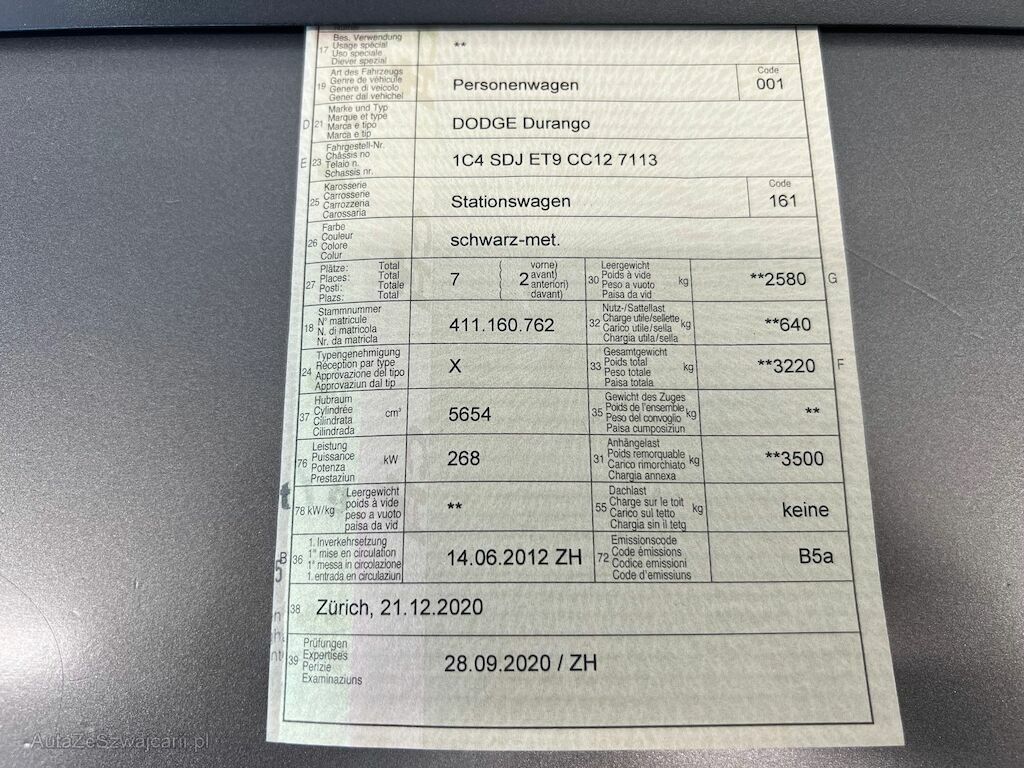 Bes. Verwendung
17 Usage spécial **
Uso speciale
Diever spezial
Art des Fahrzeugs Code
19 Genre de véhicule Personenwagen 001
Genere di veicolo
Gener dal vehichel
Marke und Typ
D 21 Marque et type DODGE Durango
Marca e tipo
Marca e tip
Fahrgestell-Nr.
E 23 Châssis no 1C4 SDJ ET9 CC12 7113
Telaio n.
Schassis nr.
Karosserie Code
25 Carrosserie Stationswagen 161
Carrozzeria
Carossaria
Farbe
26 Couleur schwarz-met.
Colore
Colur
Plätze: Total ( vorne) Leergewicht
27 Places: Total 7 2 avant) 30 Poids à vide kg **2580 G
Posti: Totale anteriori) Peso a vuoto
Plazs: Total ( davant) Paisa da vid
Stammnummer Nutz-/Sattellast
18 N° matricule 411.160.762 32 Charge utile/sellette kg **640
N. di matricola Carico utile/sella
Nr. da matricla Chargia utila/sella
Typengenehmigung Gesamtgewicht
24 Réception par type X 33 Poids total kg **3220 F
Approvazione del tipo Peso totale
Approvaziun dal tip Paisa totala
Hubraum Gewicht des Zuges
37 Cylindrée cm³ 5654 35 Poids de l'ensemble kg **
Cilindrata Peso del convoglio
Cilindrada Paisa cumposiziun
Leistung Anhängelast
76 Puissance kW 268 31 Poids remorquable kg **3500
Potenza Carico rimorchiato
Prestaziun Chargia annexa
Leergewicht Dachlast
78 kW/kg poids à vide ** 55 Charge sur le toit kg keine
peso a vuoto Carico sul tetto
paisa da vid Chargia sin il tetg
1. Inverkehrsetzung Emissionscode
B 36 1re mise en circulation 14.06.2012 ZH 72 Code émissions B5a
1a messa in circolazione Codice emissioni
1. entrada en circulaziun Code d'emissiuns
38 Zürich, 21.12.2020
Prüfungen
39 Expertises 28.09.2020 / ZH
Perizie
Examinaziuns
AutaZeSzwajcarii.pl